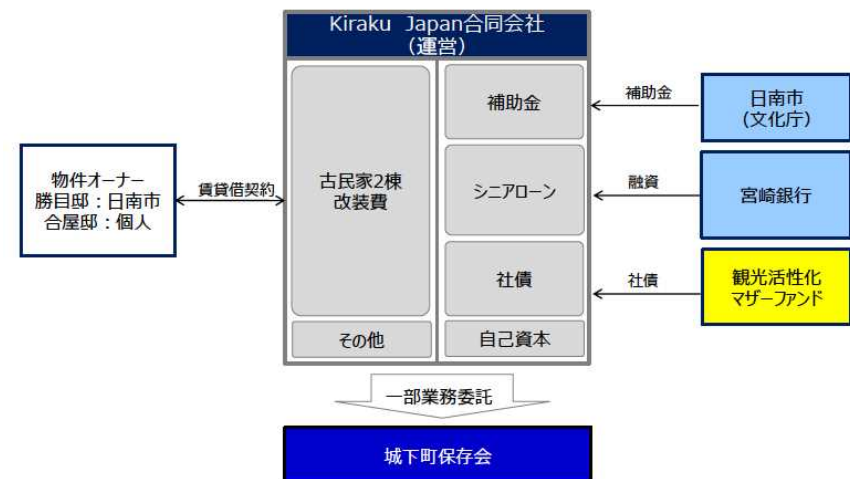 Kiraku Japan合同会社
（運営）
物件オーナー
勝目邸：日南市
合屋邸：個人
賃貸借契約
古民家2棟
改装費
その他
補助金
シニアローン
社債
自己資本
補助金
融資
社債
日南市
(文化庁)
宮崎銀行
観光活性化
マザーファンド
一部業務委託
城下町保存会